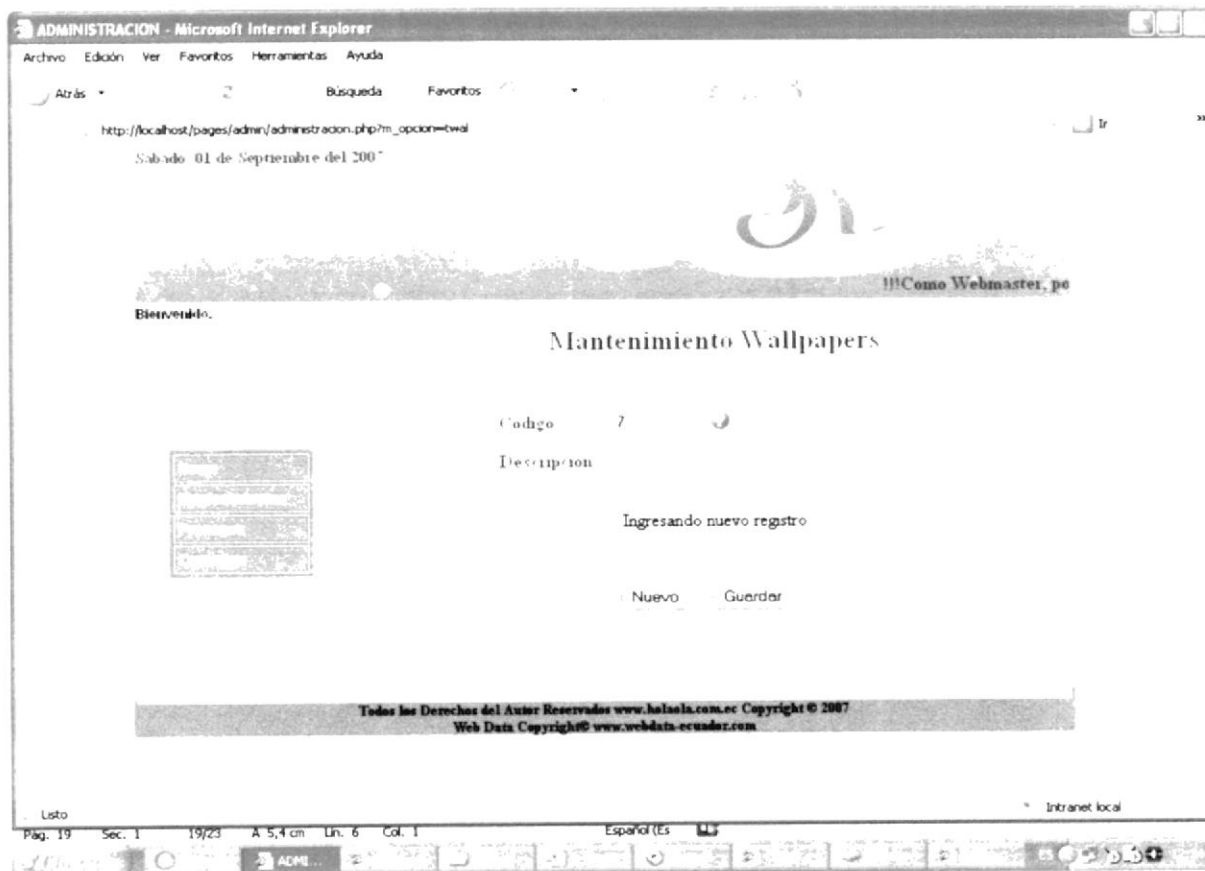 ADMINISTRACION - Microsoft Internet Explorer
Archivo Edición Ver Favoritos Herramientas Ayuda
Atrás Búsqueda Favoritos
http://localhost/pages/admin/administracion.php?m_opcion=twal Ir »
Sabado 01 de Septiembre del 200
!!!Como Webmaster, po
Bienvenido.
Mantenimiento Wallpapers
Codigo 7
Descripcion
Ingresando nuevo registro
Nuevo Guardar
Todos los Derechos del Autor Reservados www.holaola.com.ec Copyright © 2007
Web Data Copyright© www.webdata-ecuador.com
Listo Intranet local
Pág. 19 Sec. 1 19/23 A 5,4 cm Lín. 6 Col. 1 Español (Es
ADMI... ES